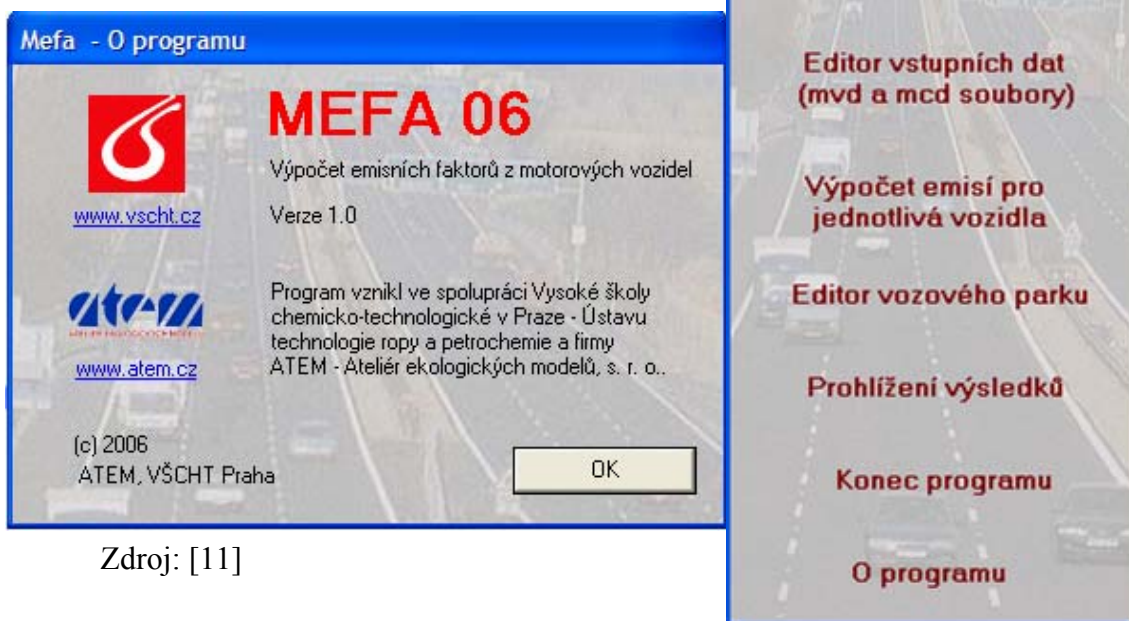 Mefa - O programu
MEFA 06
Výpočet emisních faktorů z motorových vozidel
www.vscht.cz
Verze 1.0
atem
www.atem.cz
Program vznikl ve spolupráci Vysoké školy
chemicko-technologické v Praze - Ústavu
technologie ropy a petrochemie a firmy
ATEM - Ateliér ekologických modelů, s. r. o..
(c) 2006
ATEM, VŠCHT Praha
OK
Zdroj: [11]
Editor vstupních dat
(mvd a mcd soubory)
Výpočet emisí pro
jednotlivá vozidla
Editor vozového parku
Prohlížení výsledků
Konec programu
O programu